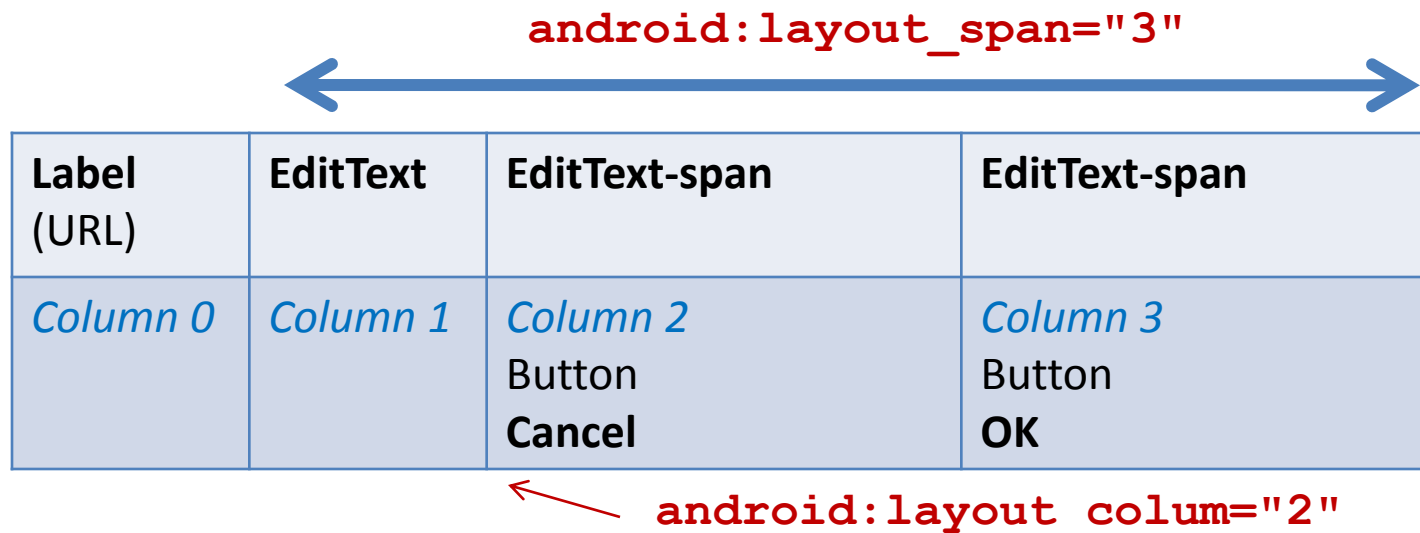 android:layout_span="3"
Label EditText EditText-span EditText-span
(URL)
Column 0 Column 1 Column 2 Column 3
Button Button
Cancel OK
android:layout colum="2"